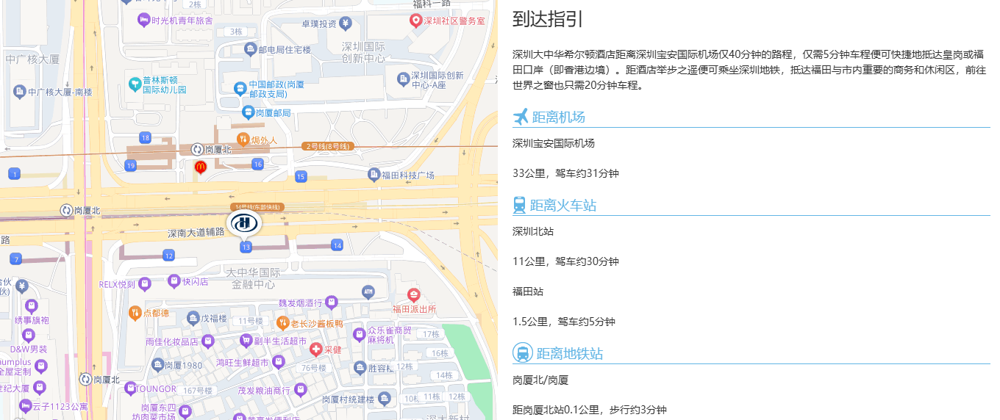 福科一路
2栋
时光机青年旅舍
卓璞投资
深圳社区警务室
3栋
邮电局住宅楼
深圳国际
创新中心
中广核大厦
普林斯顿
国际幼儿园
中国邮政(岗厦
邮政支局)
深圳国际创新
中心-A座
中广核大厦-南楼
岗厦邮局
18
焗外人
岗厦北
2号线(8号线)
19
16
1
15
福田科技广场
岗厦北
14号线(东部快线)
深南大道辅路
路
13
14
12
7
大中华国际
金融中心
RELX悦刻
快闪店
ATM
魏发烟酒行
福田派出所
绣事旗袍
点都德
戊福楼
11号楼
老长沙酱板鸭
众乐雀商贸
麻将机
17栋
D&W男装
雨佳化妆品店
副半生活超市
采健
16栋
numplus
全屋定制
岗厦1980
鸿旺生鲜超市
76号楼
胜容楼
12栋
14栋
世纪大厦
岗厦北
TOUNGOR
167号楼
茂发粮油商行
岗厦村统建楼
11栋
12栋
云子1123公寓
岗厦东四
坊肉菜市场
到达指引
深圳大中华希尔顿酒店距离深圳宝安国际机场仅40分钟的路程，仅需5分钟车程便可快捷地抵达皇岗或福
田口岸（即香港边境）。距酒店举步之遥便可乘坐深圳地铁，抵达福田与市内重要的商务和休闲区，前往
世界之窗也只需20分钟车程。
距离机场
深圳宝安国际机场
33公里，驾车约31分钟
距离火车站
深圳北站
11公里，驾车约30分钟
福田站
1.5公里，驾车约5分钟
距离地铁站
岗厦北/岗厦
距岗厦北站0.1公里，步行约3分钟